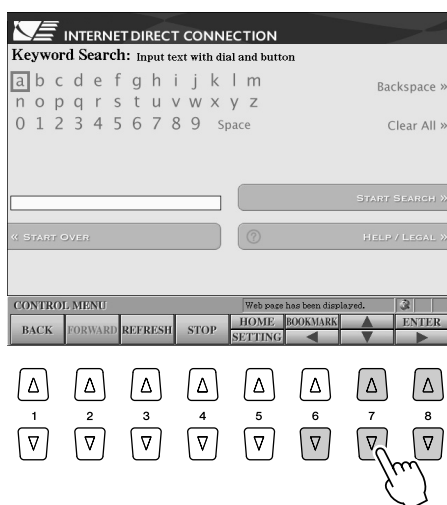 INTERNET DIRECT CONNECTION
Keyword Search: Input text with dial and button
a b c d e f g h i j k l m
Backspace »
n o p q r s t u v w x y z
0 1 2 3 4 5 6 7 8 9 Space
Clear All »
START SEARCH »
« START OVER
? HELP / LEGAL »
CONTROL MENU
Web page has been displayed.
BACK FORWARD REFRESH STOP HOME BOOKMARK ▲ ENTER
SETTING ◀ ▼ ▶
1 2 3 4 5 6 7 8